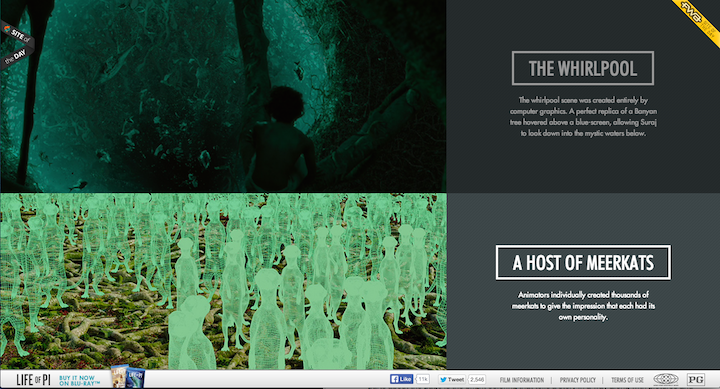 SITE of
the DAY
fwa
THE WHIRLPOOL
The whirlpool scene was created entirely by
computer graphics. A perfect replica of a Banyan
tree hovered above a blue-screen, allowing Suraj
to look down into the mystic waters below.
A HOST OF MEERKATS
Animators individually created thousands of
meerkats to give the impression that each had its
own personality.
LIFE OF PI
BUY IT NOW
ON BLU-RAY™
Like 11k
Tweet 2,546
FILM INFORMATION | PRIVACY POLICY | TERMS OF USE
PG